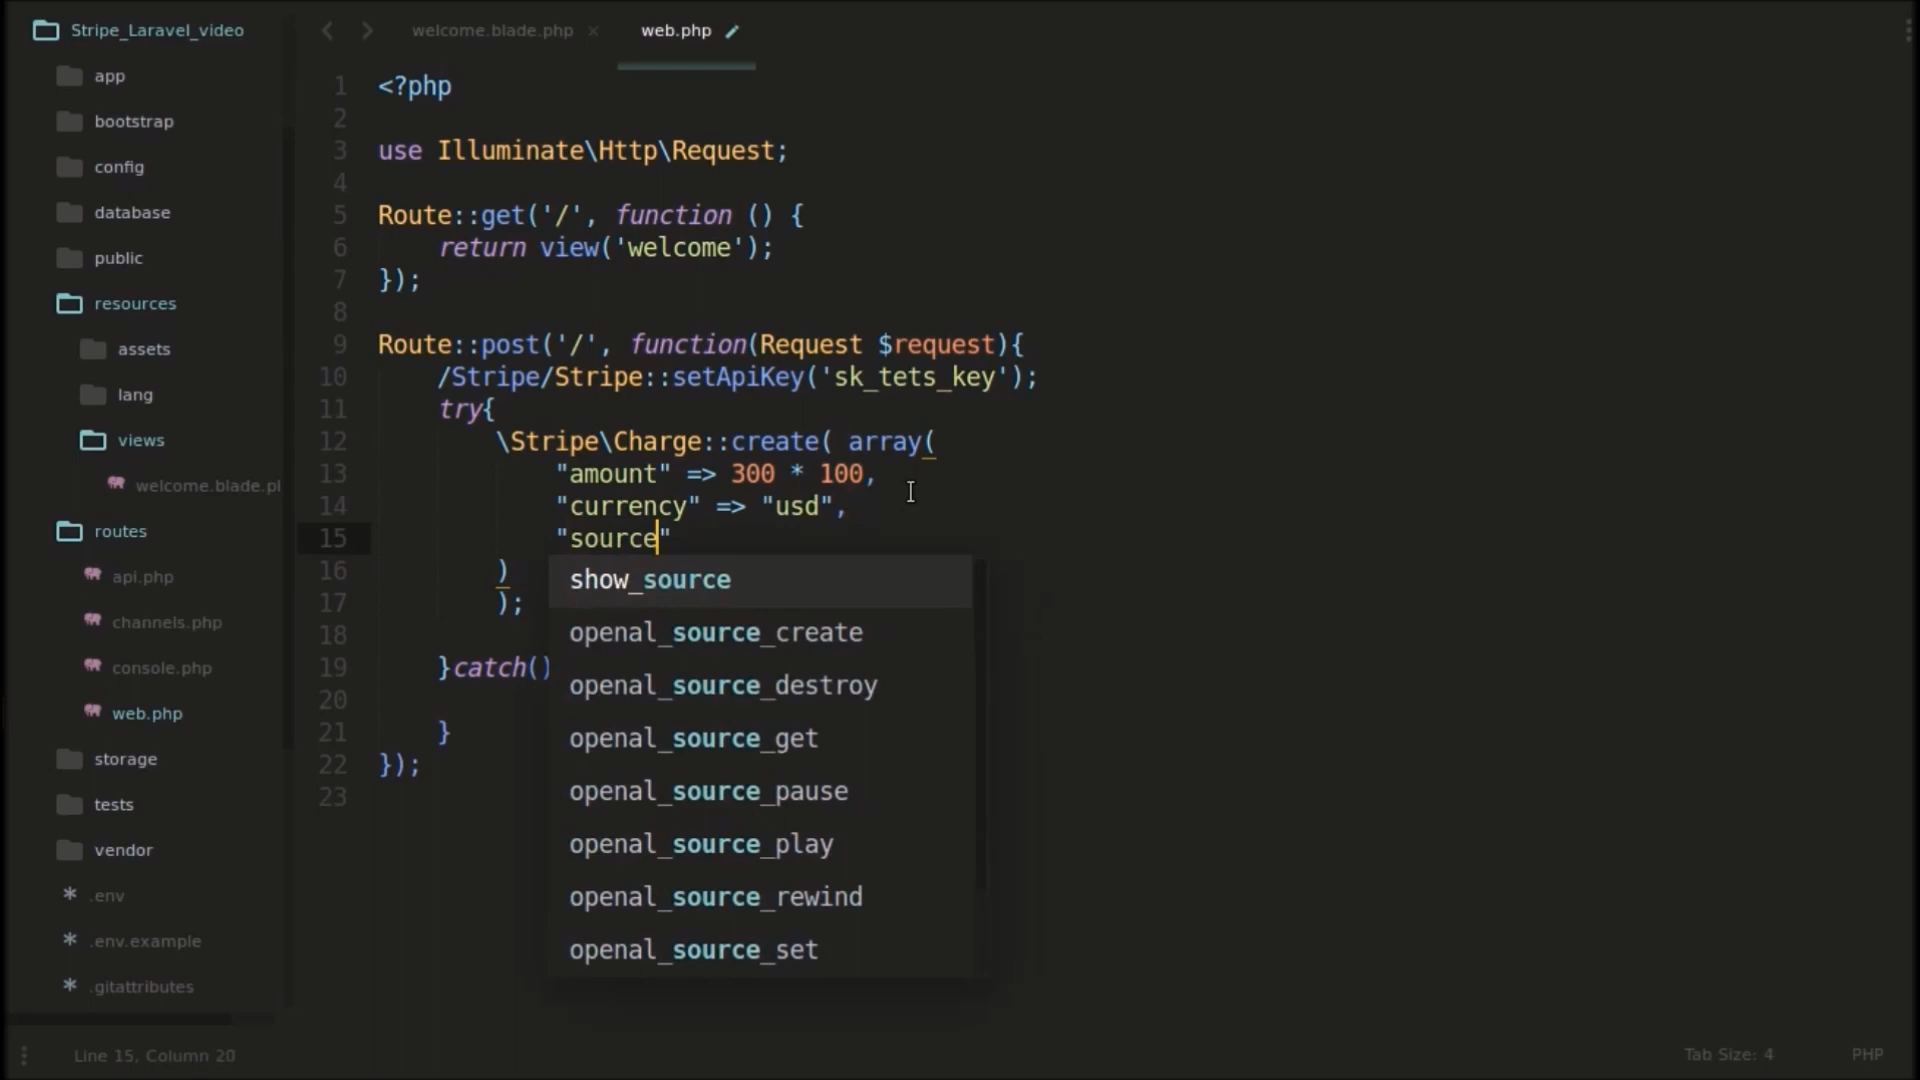 Stripe_Laravel_video
app
bootstrap
config
database
public
resources
assets
lang
views
welcome.blade.pl
routes
api.php
channels.php
console.php
web.php
storage
tests
vendor
.env
.env.example
.gitattributes
welcome.blade.php × web.php
1 <?php
2
3 use Illuminate\Http\Request;
4
5 Route::get('/', function () {
6 return view('welcome');
7 });
8
9 Route::post('/', function(Request $request){
10 /Stripe/Stripe::setApiKey('sk_tets_key');
11 try{
12 \Stripe\Charge::create( array(
13 "amount" => 300 * 100,
14 "currency" => "usd",
15 "source"
16 )
17 );
18
19 }catch()
20
21 }
22 });
23
show_source
openal_source_create
openal_source_destroy
openal_source_get
openal_source_pause
openal_source_play
openal_source_rewind
openal_source_set
Line 15, Column 20
Tab Size: 4 PHP